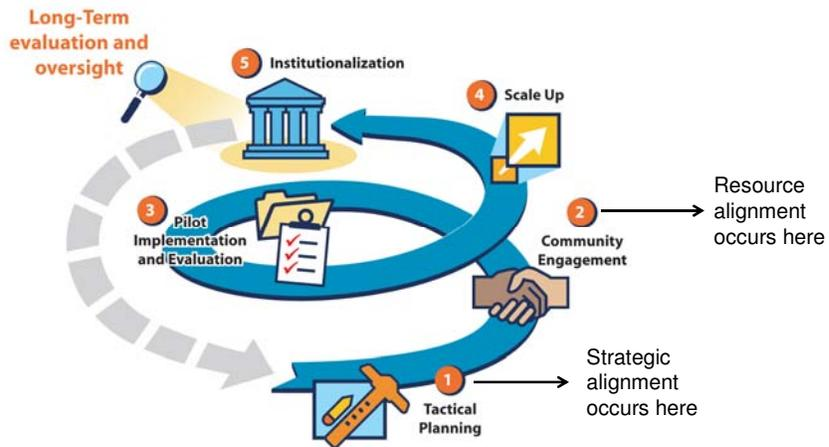 Long-Term
evaluation and
oversight
5 Institutionalization
4 Scale Up
3 Pilot
Implementation
and Evaluation
2
Community
Engagement
Resource
alignment
occurs here
1
Tactical
Planning
Strategic
alignment
occurs here